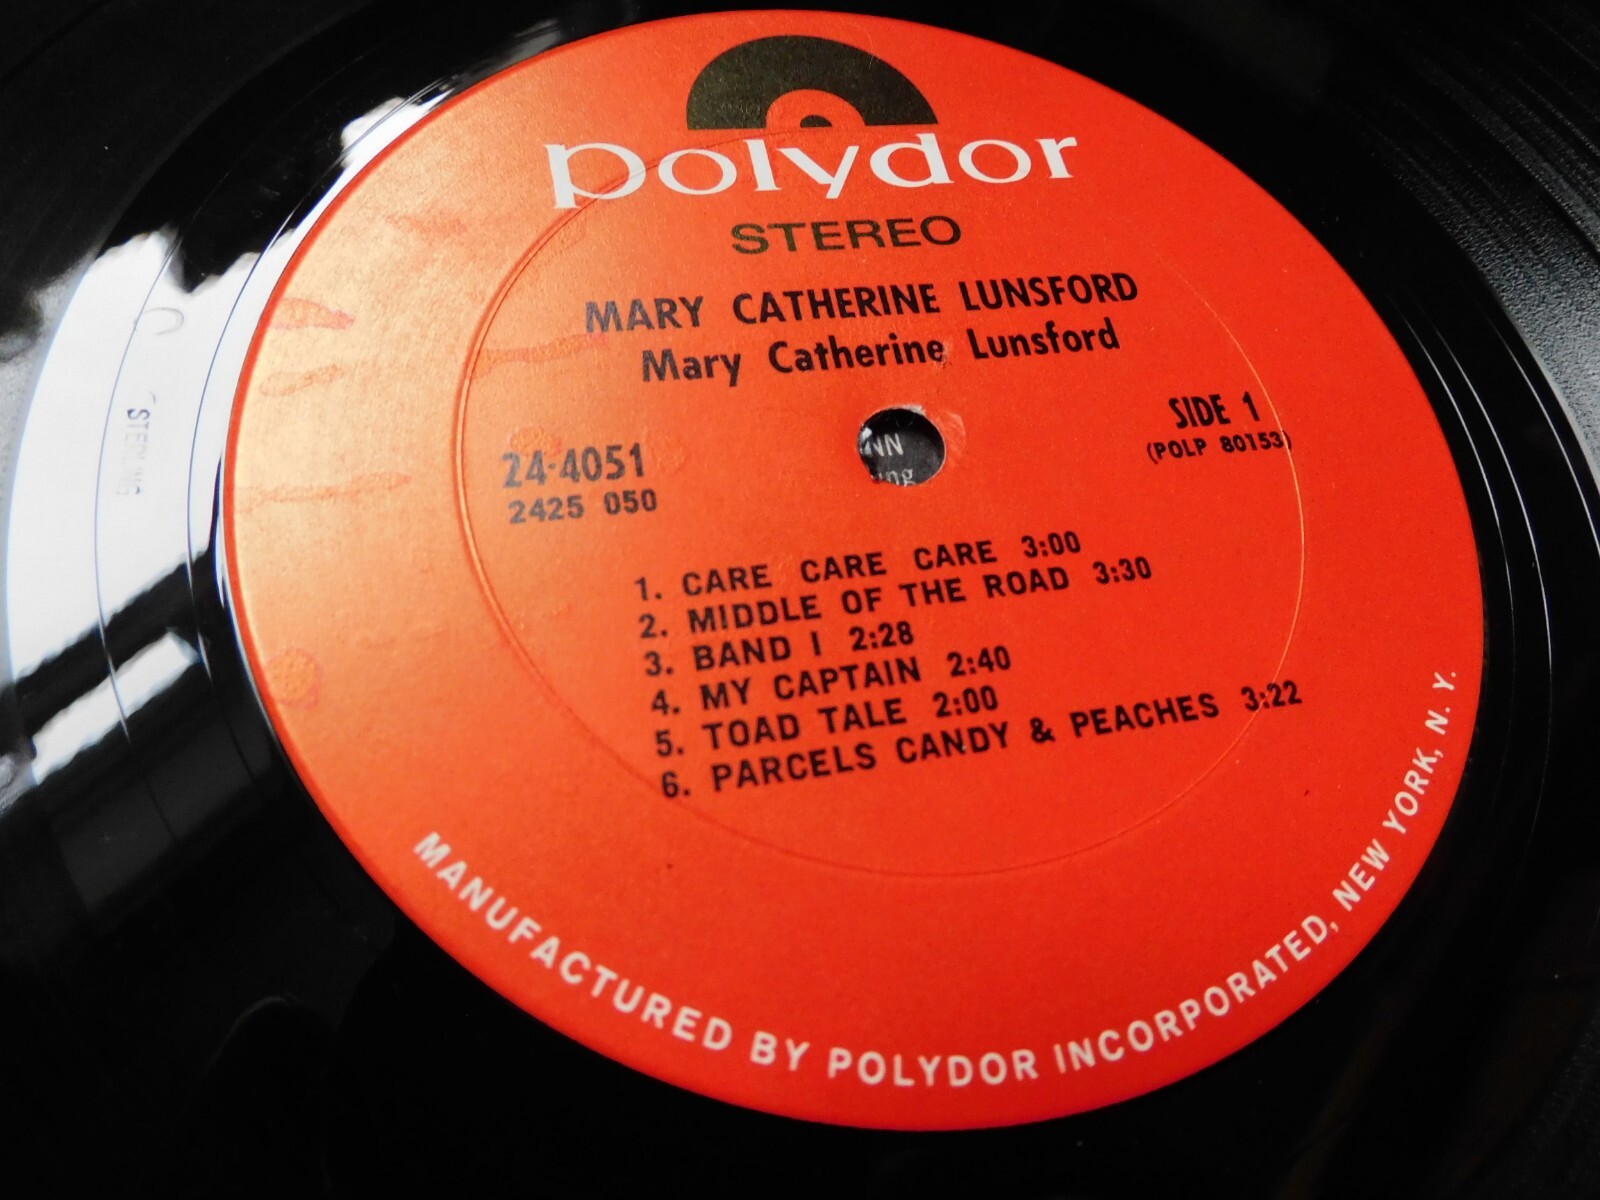 polydor
STEREO
MARY CATHERINE LUNSFORD
Mary Catherine Lunsford
SIDE 1
(POLP 80153)
24-4051
2425 050
1. CARE CARE CARE 3:00
2. MIDDLE OF THE ROAD 3:30
3. BAND I 2:28
4. MY CAPTAIN 2:40
5. TOAD TALE 2:00
6. PARCELS CANDY & PEACHES 3:22
MANUFACTURED BY POLYDOR INCORPORATED, NEW YORK, N. Y.
STERLING